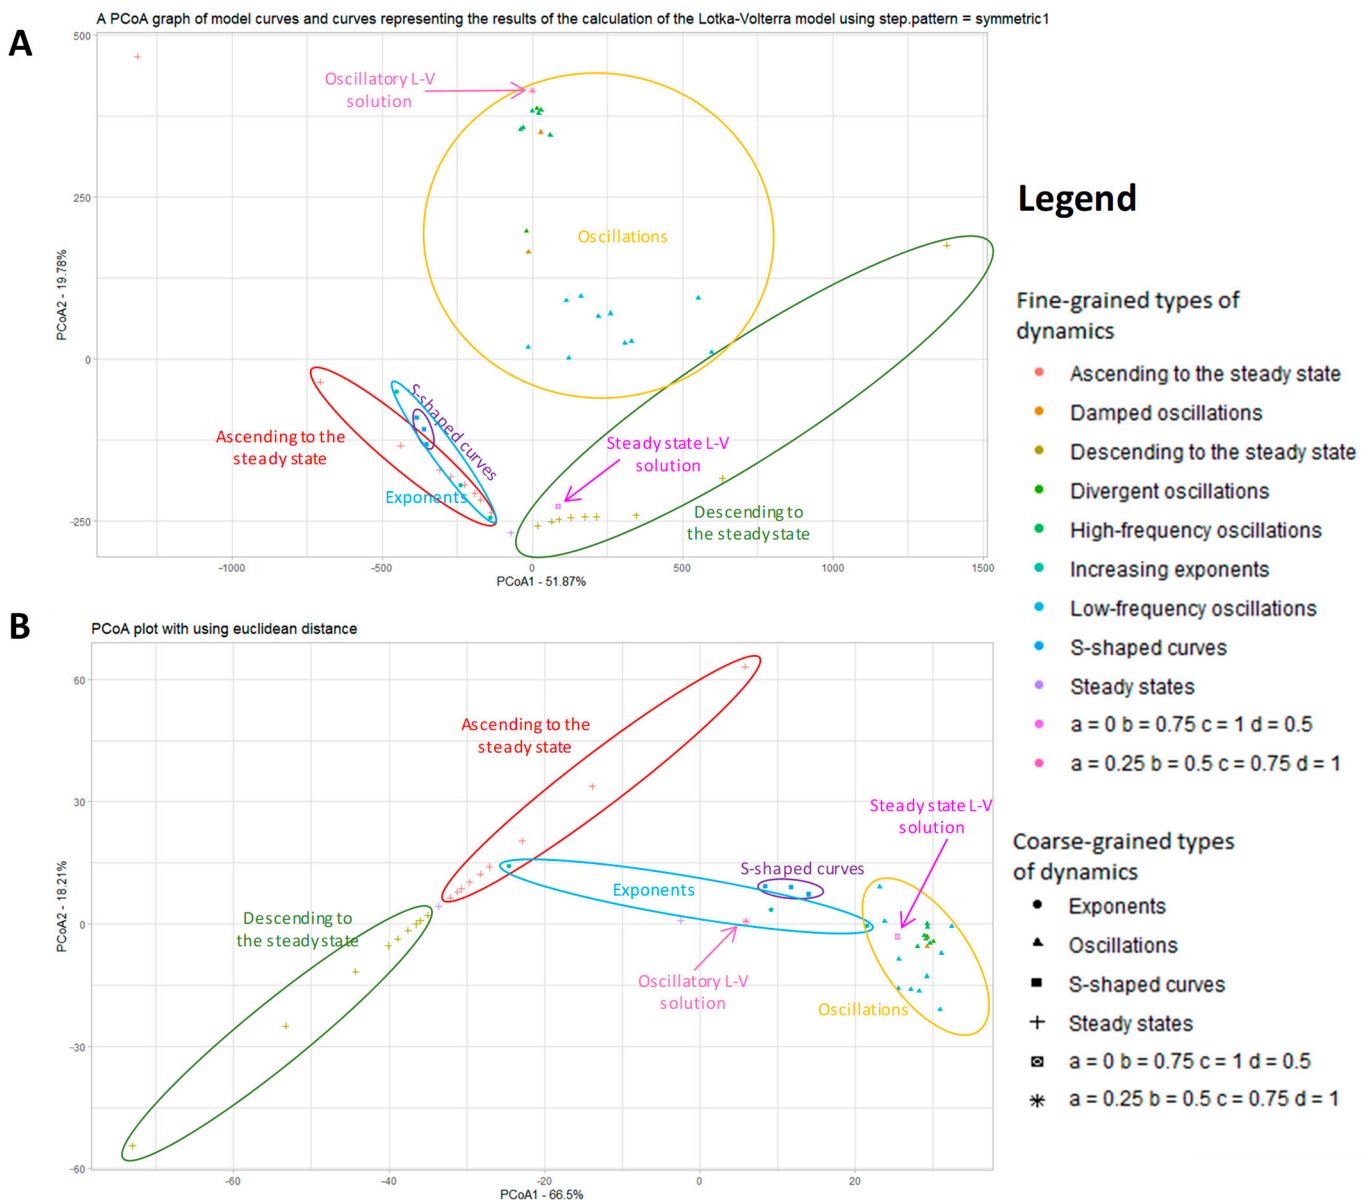 A PCoA graph of model curves and curves representing the results of the calculation of the Lotka-Volterra model using step.pattern = symmetric1
A
500
250
0
-250
PCoA2 - 19.78%
Oscillatory L-V
solution
Oscillations
S-shaped curves
Ascending to the
steady state
Exponents
Steady state L-V
solution
Descending to
the steady state
-1000
-500
0
500
1000
1500
PCoA1 - 51.87%
B
PCoA plot with using euclidean distance
60
30
0
-30
-60
PCoA2 - 18.21%
Ascending to the
steady state
Steady state L-V
solution
S-shaped curves
Exponents
Descending to
the steady state
Oscillatory L-V
solution
Oscillations
-60
-40
-20
0
20
PCoA1 - 66.5%
Legend
Fine-grained types of
dynamics
Ascending to the steady state
Damped oscillations
Descending to the steady state
Divergent oscillations
High-frequency oscillations
Increasing exponents
Low-frequency oscillations
S-shaped curves
Steady states
a = 0 b = 0.75 c = 1 d = 0.5
a = 0.25 b = 0.5 c = 0.75 d = 1
Coarse-grained types
of dynamics
Exponents
Oscillations
S-shaped curves
Steady states
a = 0 b = 0.75 c = 1 d = 0.5
a = 0.25 b = 0.5 c = 0.75 d = 1